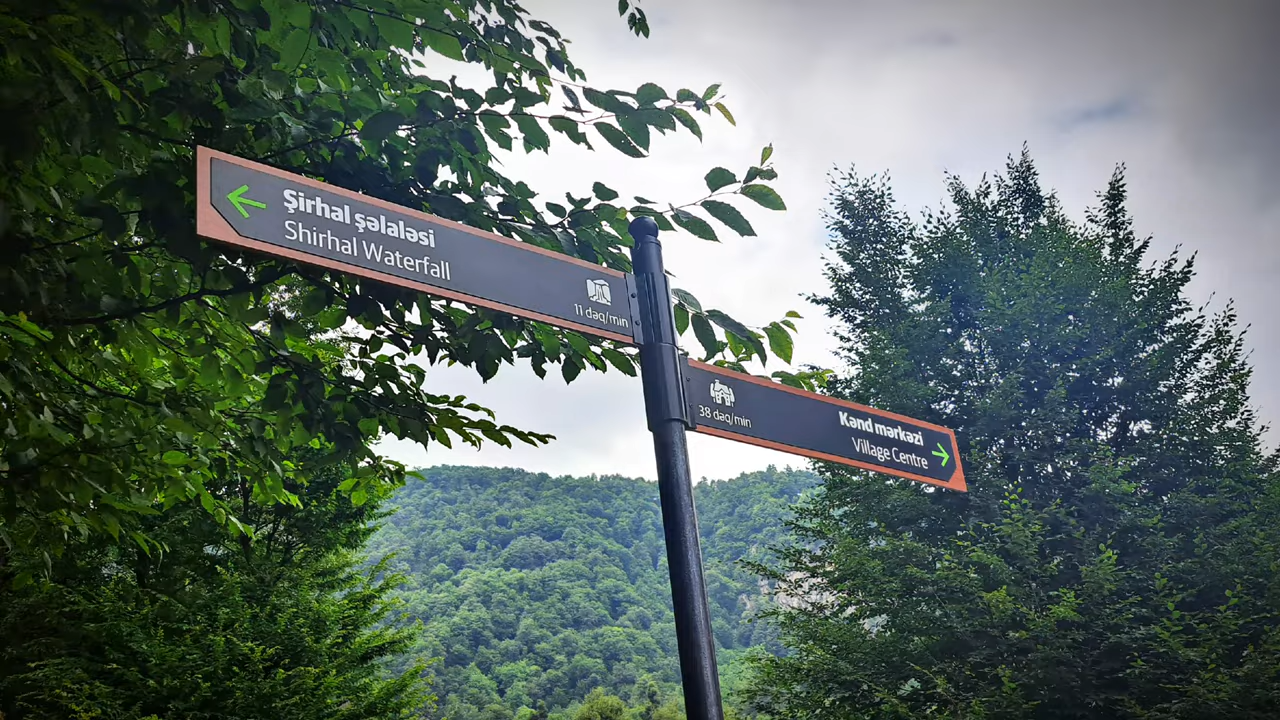 Şirhal şəlaləsi
Shirhal Waterfall
11 dəq/min
38 dəq/min
Kənd mərkəzi
Village Centre